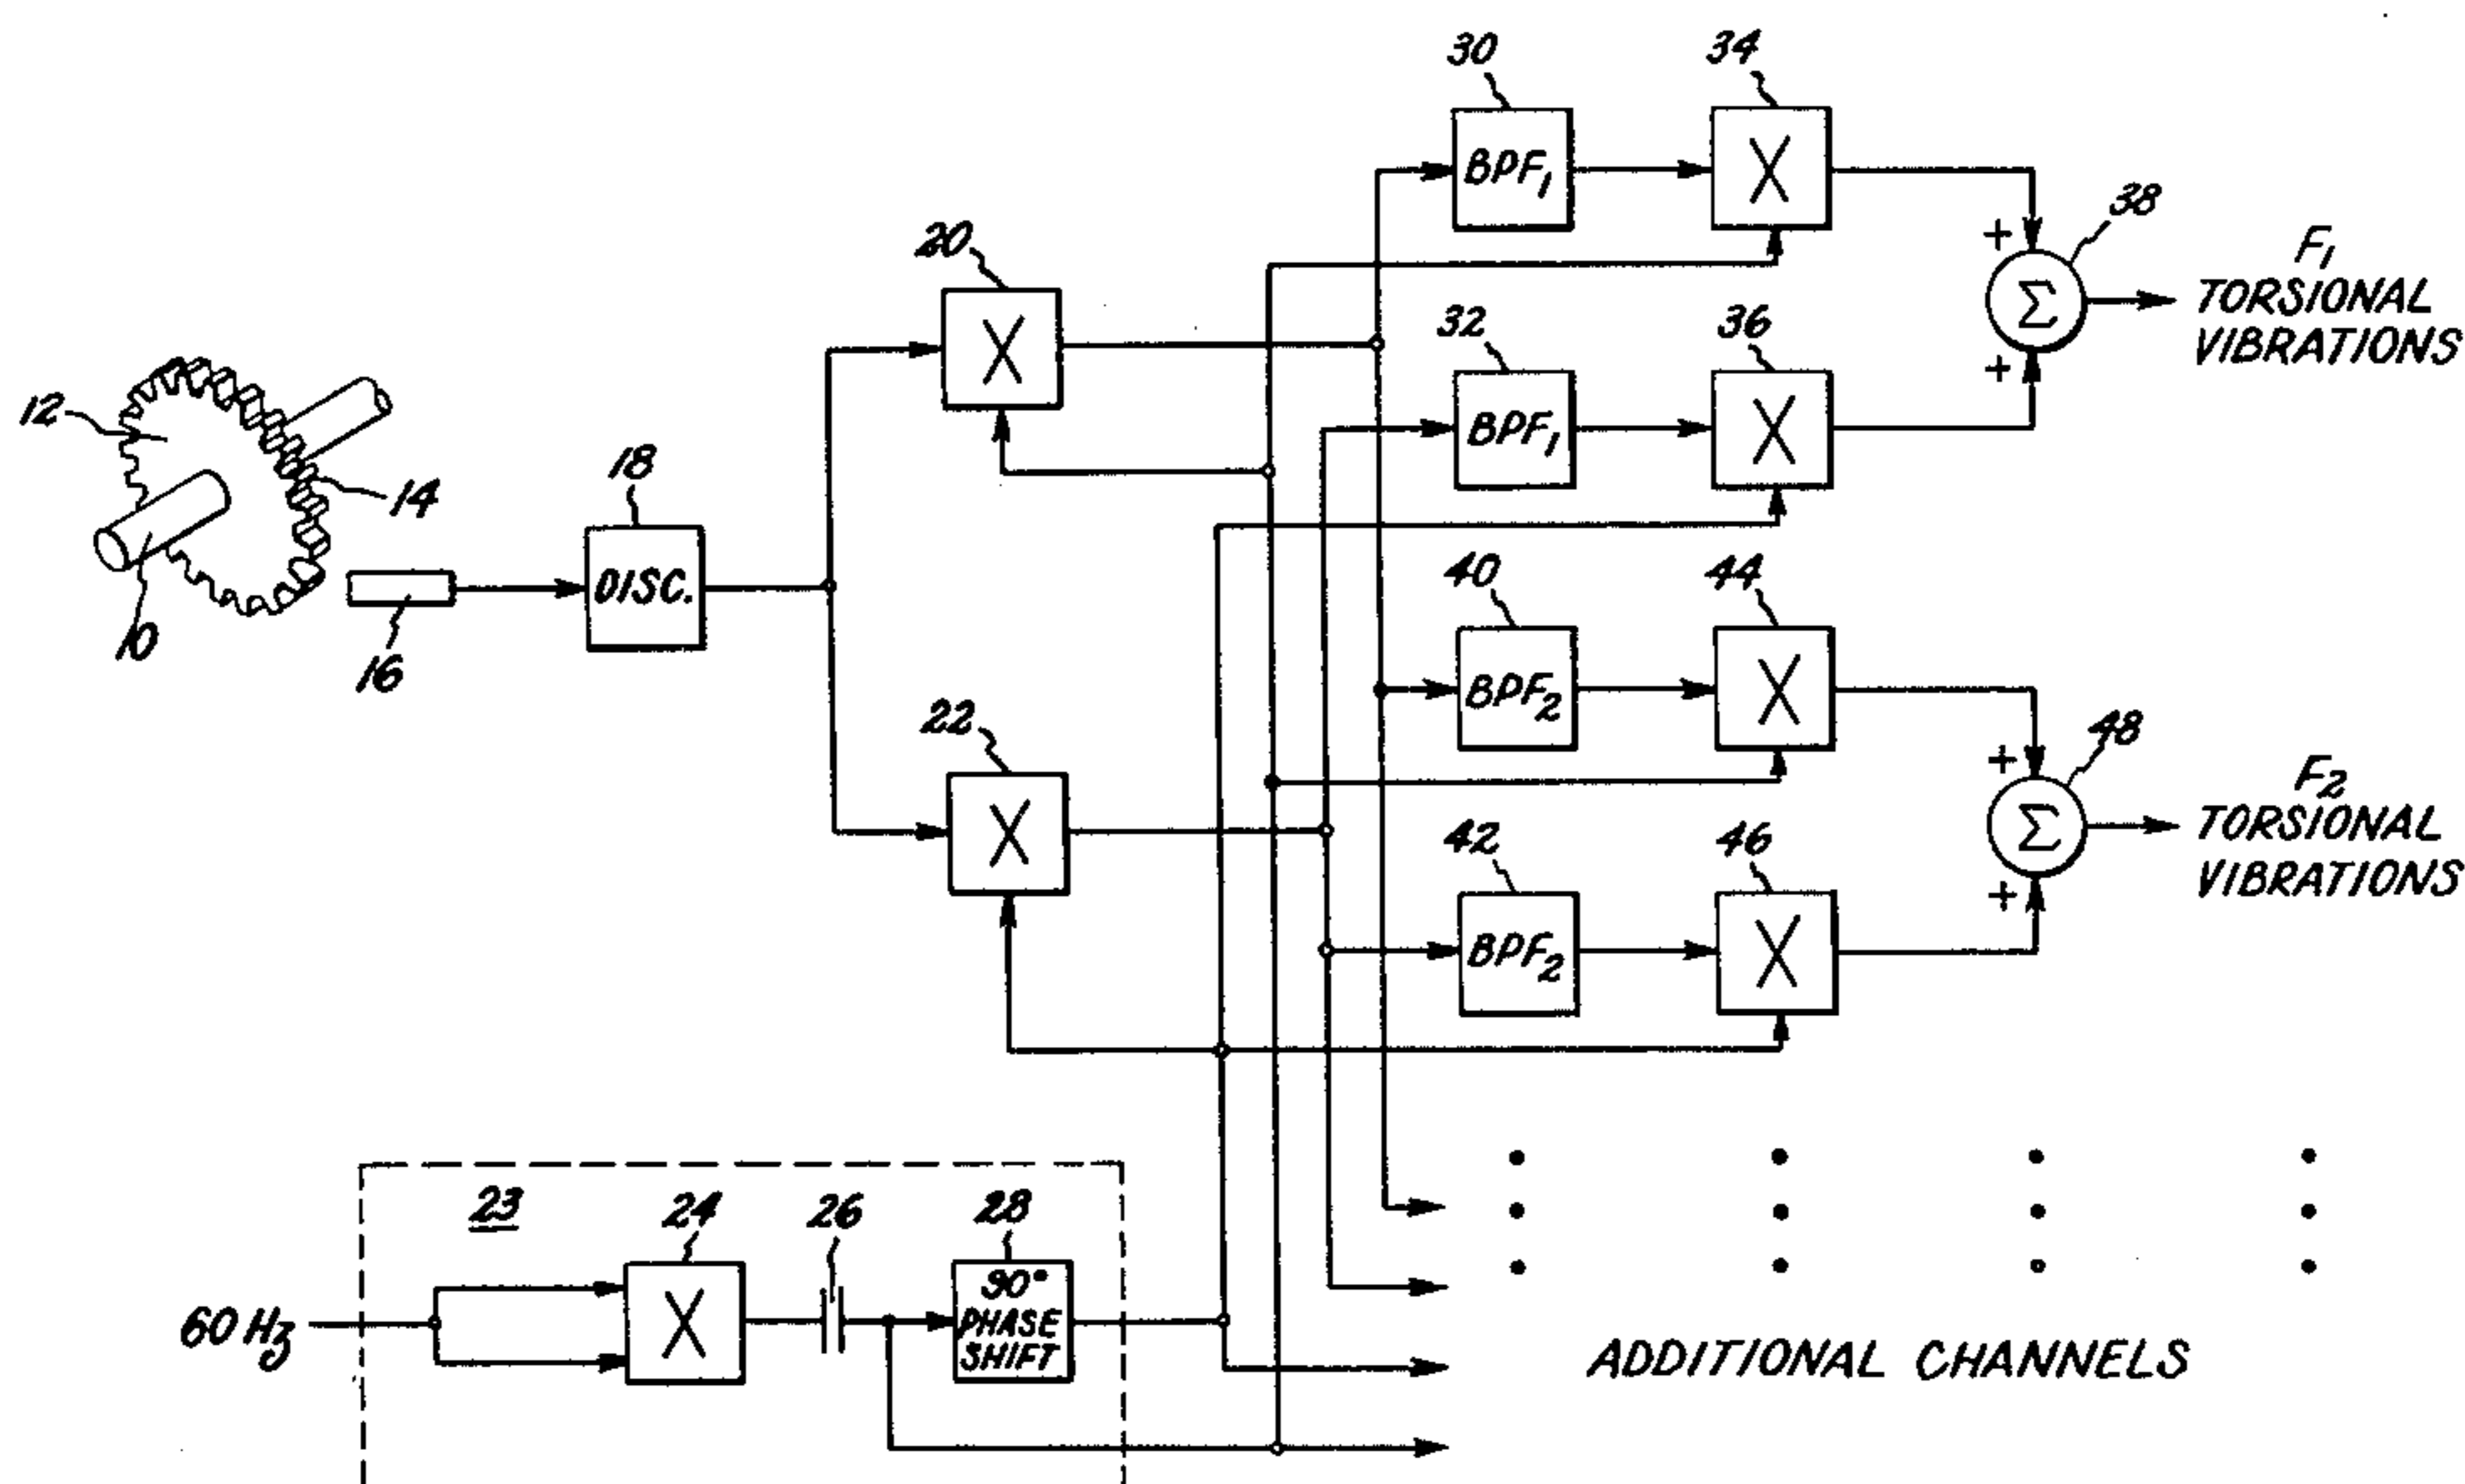 30
34
BPF₁
X
38
20
+
F₁
Σ
TORSIONAL
VIBRATIONS
X
32
36
+
12
BPF₁
X
18
14
DISC.
40
44
10
16
BPF₂
X
22
48
+
F₂
X
Σ
TORSIONAL
VIBRATIONS
42
46
+
BPF₂
X
23
24
26
28
60 Hz
X
90°
PHASE
SHIFT
ADDITIONAL CHANNELS